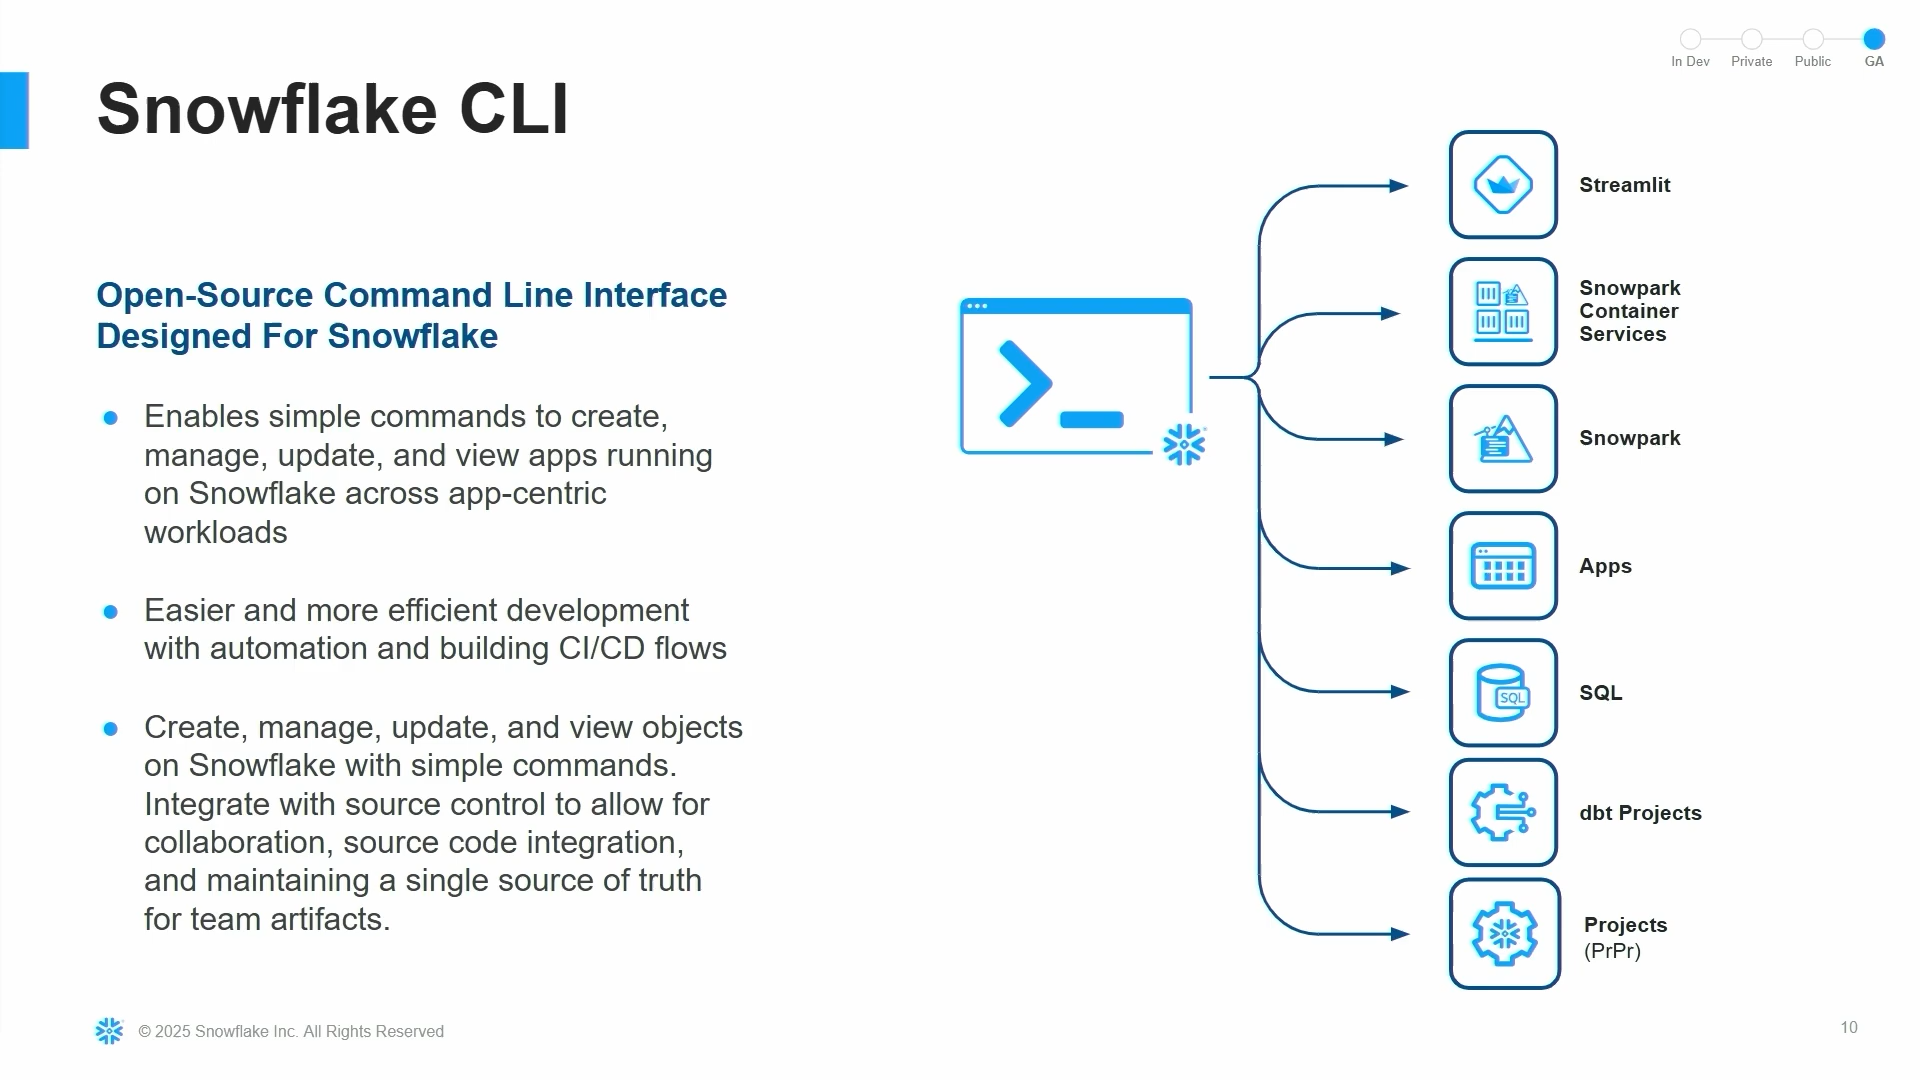 In Dev Private Public GA
Snowflake CLI
Open-Source Command Line Interface
Designed For Snowflake
Enables simple commands to create,
manage, update, and view apps running
on Snowflake across app-centric
workloads
Easier and more efficient development
with automation and building CI/CD flows
Create, manage, update, and view objects
on Snowflake with simple commands.
Integrate with source control to allow for
collaboration, source code integration,
and maintaining a single source of truth
for team artifacts.
Streamlit
Snowpark
Container
Services
Snowpark
Apps
SQL
SQL
dbt Projects
Projects
(PrPr)
© 2025 Snowflake Inc. All Rights Reserved
10